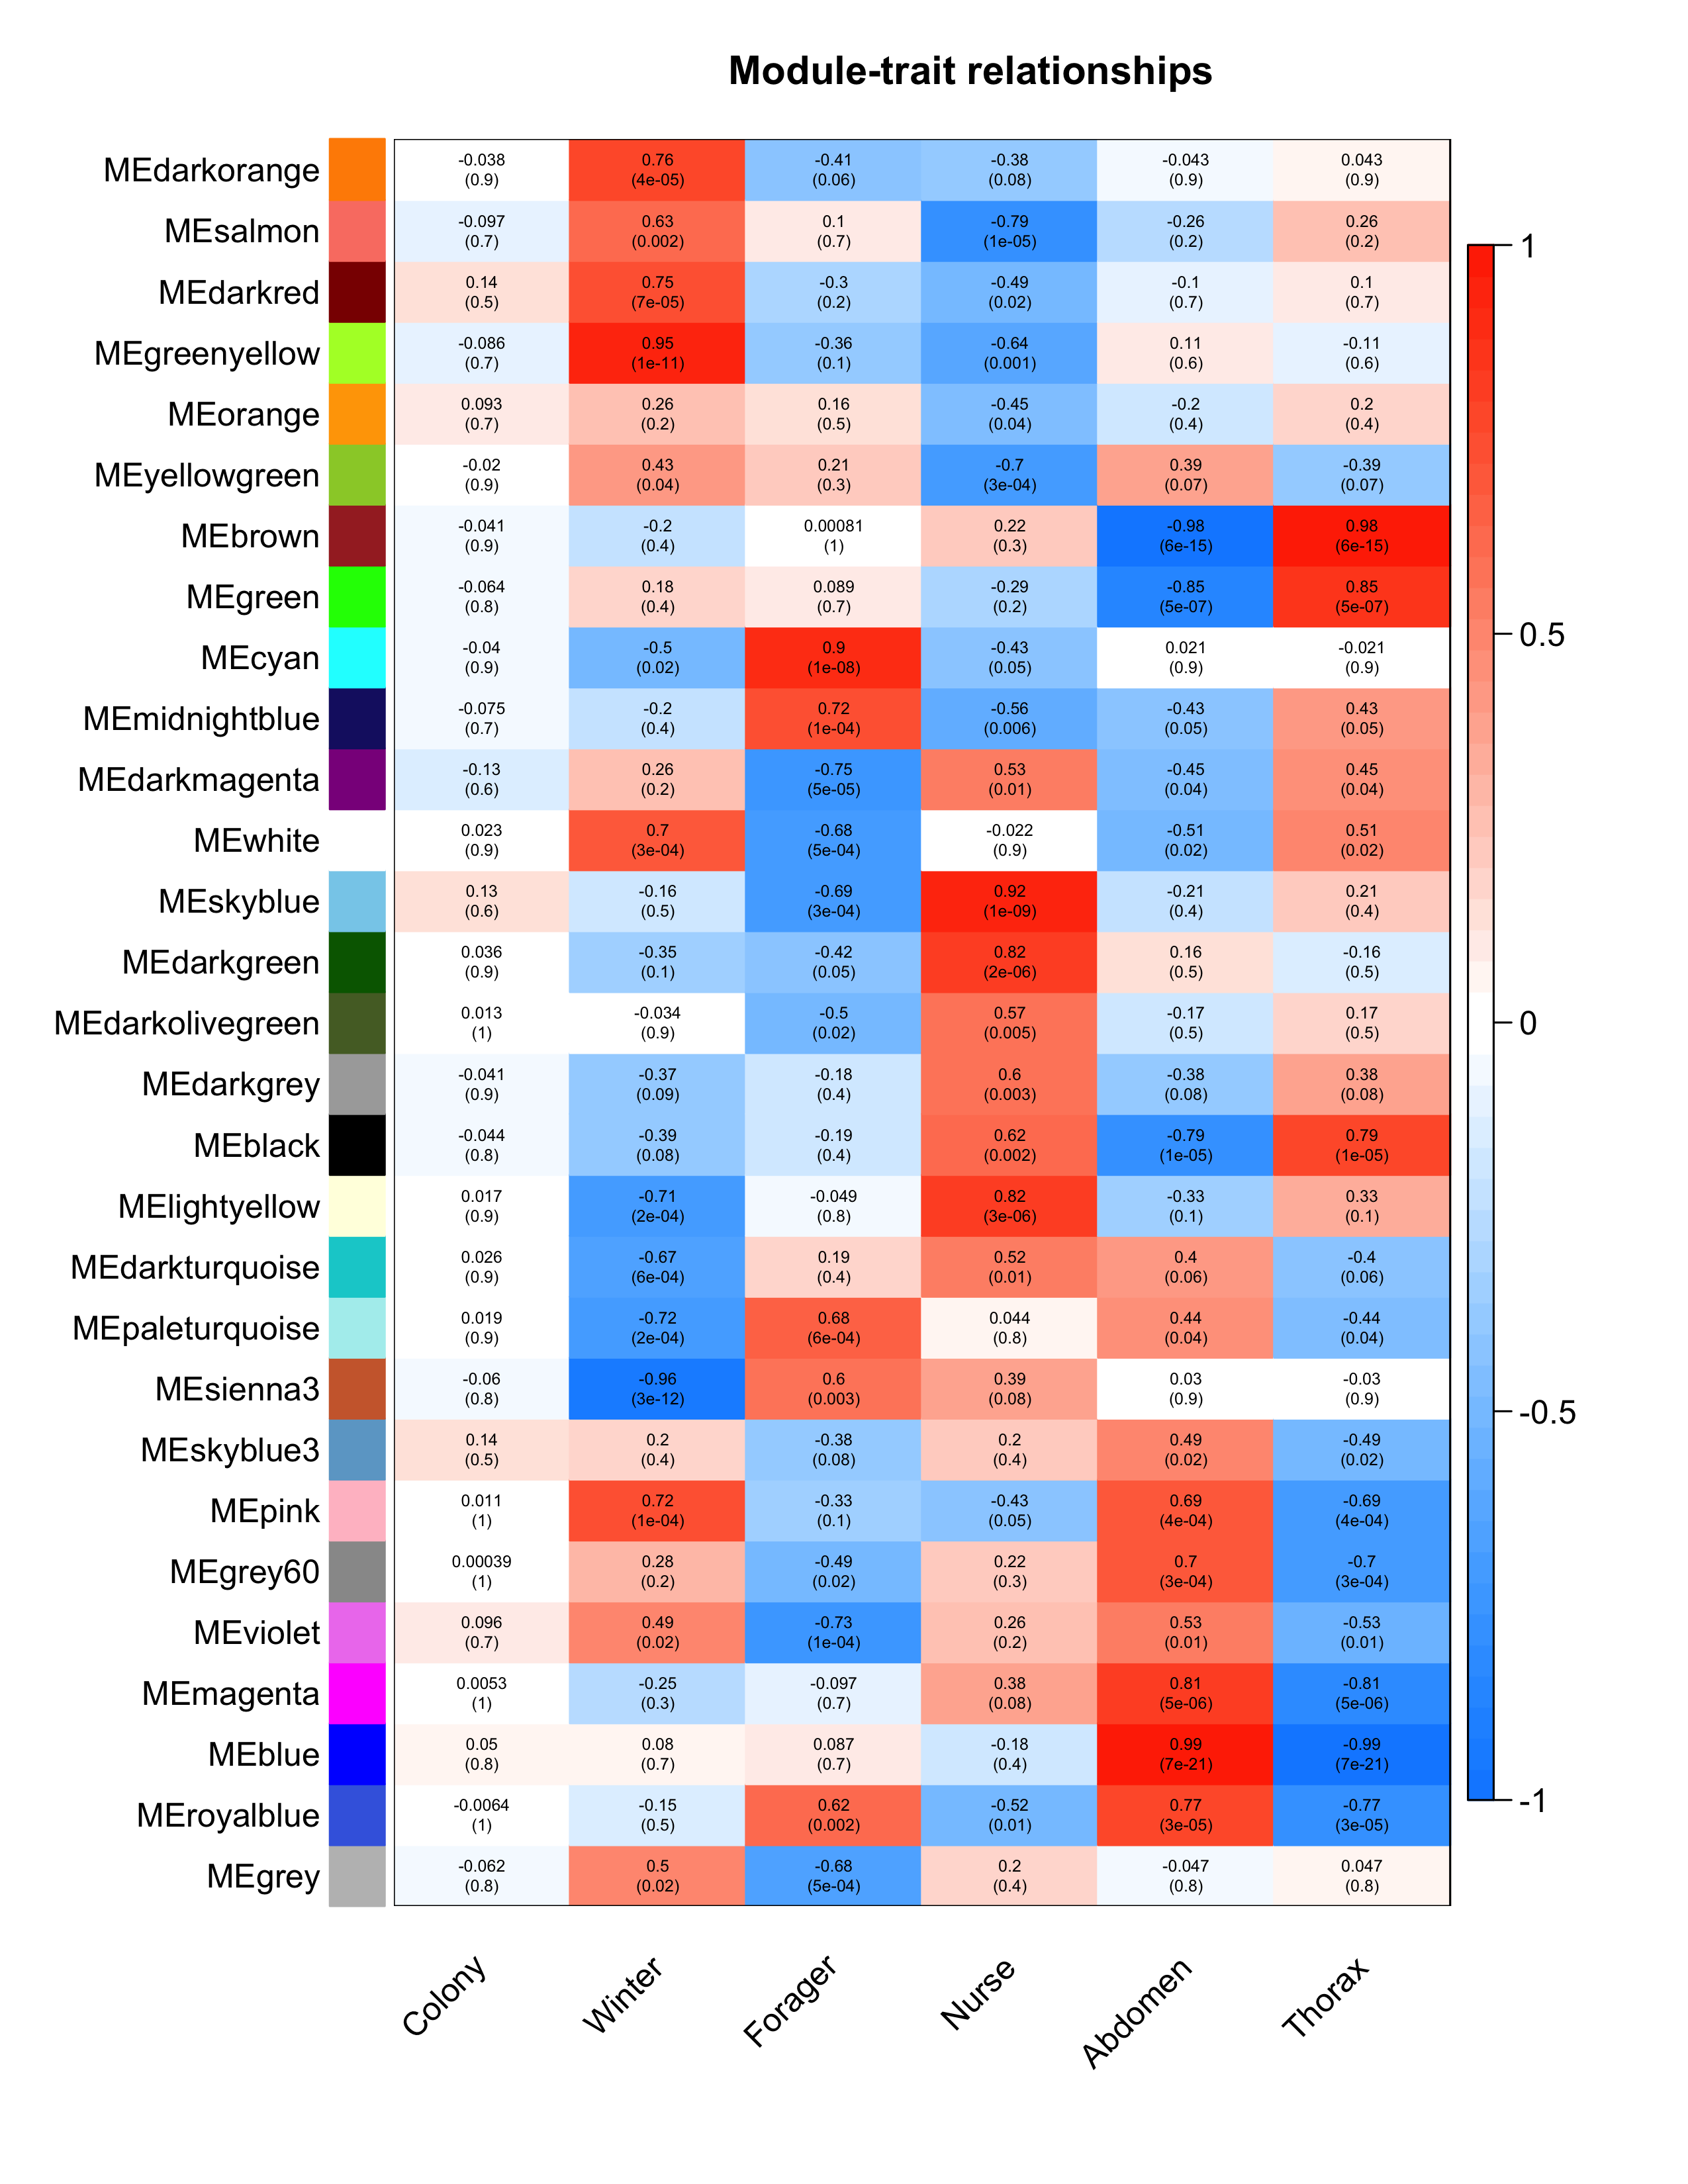 Module-trait relationships
MEdarkorange -0.038 0.76 -0.41 -0.38 -0.043 0.043
(0.9) (4e-05) (0.06) (0.08) (0.9) (0.9)
MEsalmon -0.097 0.63 0.1 -0.79 -0.26 0.26
(0.7) (0.002) (0.7) (1e-05) (0.2) (0.2)
MEdarkred 0.14 0.75 -0.3 -0.49 -0.1 0.1
(0.5) (7e-05) (0.2) (0.02) (0.7) (0.7)
MEgreenyellow -0.086 0.95 -0.36 -0.64 0.11 -0.11
(0.7) (1e-11) (0.1) (0.001) (0.6) (0.6)
MEorange 0.093 0.26 0.16 -0.45 -0.2 0.2
(0.7) (0.2) (0.5) (0.04) (0.4) (0.4)
MEyellowgreen -0.02 0.43 0.21 -0.7 0.39 -0.39
(0.9) (0.04) (0.3) (3e-04) (0.07) (0.07)
MEbrown -0.041 -0.2 0.00081 0.22 -0.98 0.98
(0.9) (0.4) (1) (0.3) (6e-15) (6e-15)
MEgreen -0.064 0.18 0.089 -0.29 -0.85 0.85
(0.8) (0.4) (0.7) (0.2) (5e-07) (5e-07)
MEcyan -0.04 -0.5 0.9 -0.43 0.021 -0.021
(0.9) (0.02) (1e-08) (0.05) (0.9) (0.9)
MEmidnightblue -0.075 -0.2 0.72 -0.56 -0.43 0.43
(0.7) (0.4) (1e-04) (0.006) (0.05) (0.05)
MEdarkmagenta -0.13 0.26 -0.75 0.53 -0.45 0.45
(0.6) (0.2) (5e-05) (0.01) (0.04) (0.04)
MEwhite 0.023 0.7 -0.68 -0.022 -0.51 0.51
(0.9) (3e-04) (5e-04) (0.9) (0.02) (0.02)
MEskyblue 0.13 -0.16 -0.69 0.92 -0.21 0.21
(0.6) (0.5) (3e-04) (1e-09) (0.4) (0.4)
MEdarkgreen 0.036 -0.35 -0.42 0.82 0.16 -0.16
(0.9) (0.1) (0.05) (2e-06) (0.5) (0.5)
MEdarkolivegreen 0.013 -0.034 -0.5 0.57 -0.17 0.17
(1) (0.9) (0.02) (0.005) (0.5) (0.5)
MEdarkgrey -0.041 -0.37 -0.18 0.6 -0.38 0.38
(0.9) (0.09) (0.4) (0.003) (0.08) (0.08)
MEblack -0.044 -0.39 -0.19 0.62 -0.79 0.79
(0.8) (0.08) (0.4) (0.002) (1e-05) (1e-05)
MElightyellow 0.017 -0.71 -0.049 0.82 -0.33 0.33
(0.9) (2e-04) (0.8) (3e-06) (0.1) (0.1)
MEdarkturquoise 0.026 -0.67 0.19 0.52 0.4 -0.4
(0.9) (6e-04) (0.4) (0.01) (0.06) (0.06)
MEpaleturquoise 0.019 -0.72 0.68 0.044 0.44 -0.44
(0.9) (2e-04) (6e-04) (0.8) (0.04) (0.04)
MEsienna3 -0.06 -0.96 0.6 0.39 0.03 -0.03
(0.8) (3e-12) (0.003) (0.08) (0.9) (0.9)
MEskyblue3 0.14 0.2 -0.38 0.2 0.49 -0.49
(0.5) (0.4) (0.08) (0.4) (0.02) (0.02)
MEpink 0.011 0.72 -0.33 -0.43 0.69 -0.69
(1) (1e-04) (0.1) (0.05) (4e-04) (4e-04)
MEgrey60 0.00039 0.28 -0.49 0.22 0.7 -0.7
(1) (0.2) (0.02) (0.3) (3e-04) (3e-04)
MEviolet 0.096 0.49 -0.73 0.26 0.53 -0.53
(0.7) (0.02) (1e-04) (0.2) (0.01) (0.01)
MEmagenta 0.0053 -0.25 -0.097 0.38 0.81 -0.81
(1) (0.3) (0.7) (0.08) (5e-06) (5e-06)
MEblue 0.05 0.08 0.087 -0.18 0.99 -0.99
(0.8) (0.7) (0.7) (0.4) (7e-21) (7e-21)
MEroyalblue -0.0064 -0.15 0.62 -0.52 0.77 -0.77
(1) (0.5) (0.002) (0.01) (3e-05) (3e-05)
MEgrey -0.062 0.5 -0.68 0.2 -0.047 0.047
(0.8) (0.02) (5e-04) (0.4) (0.8) (0.8)
Colony Winter Forager Nurse Abdomen Thorax
1
0.5
0
-0.5
-1